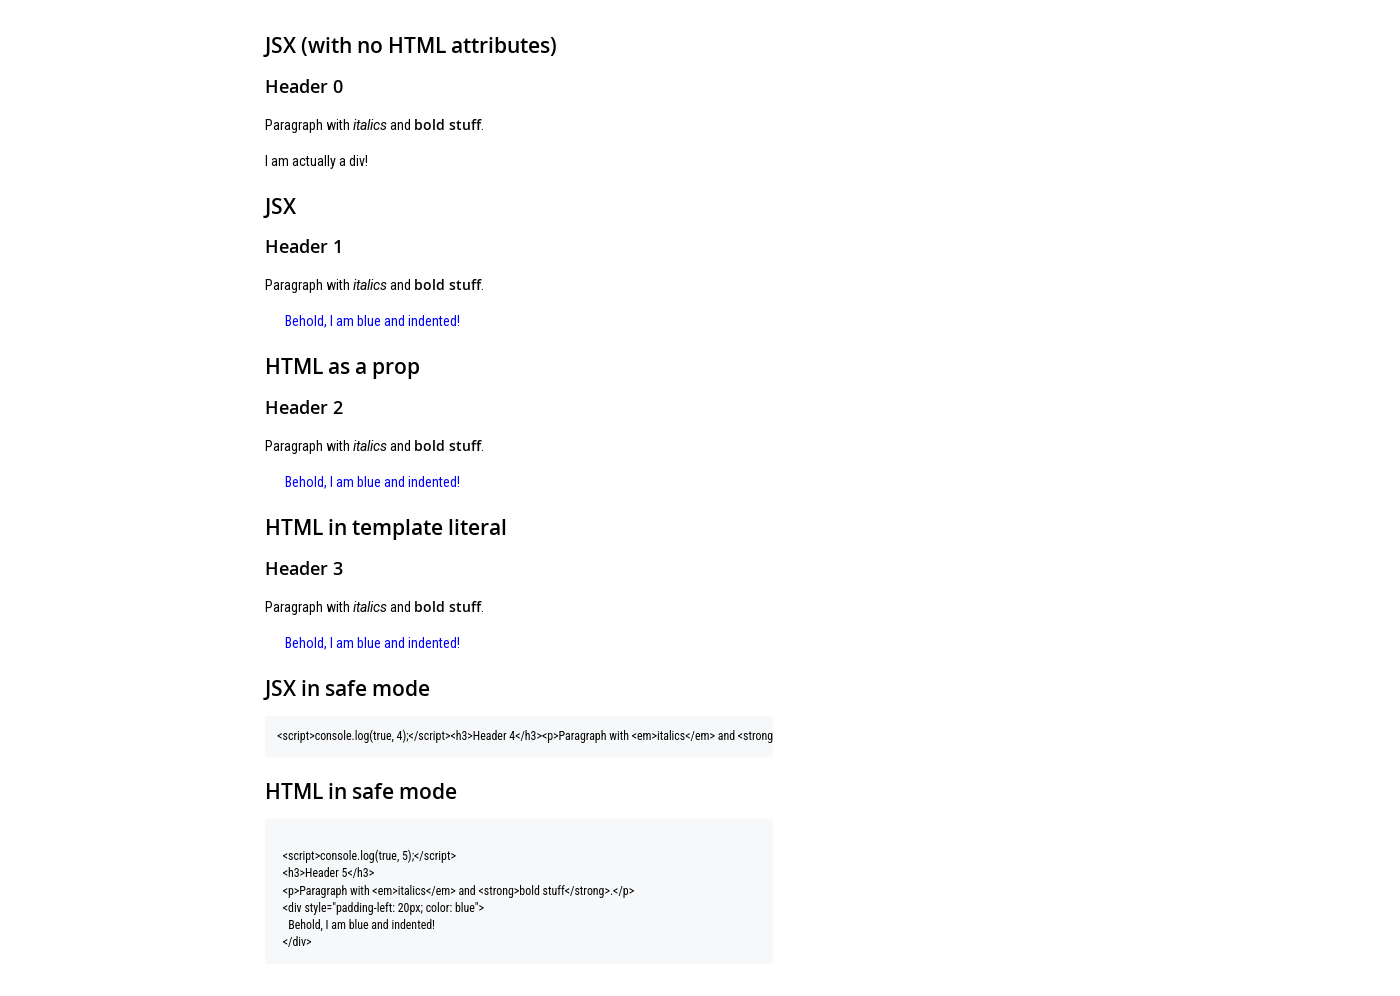 JSX (with no HTML attributes)
Header 0
Paragraph with italics and bold stuff.
I am actually a div!
JSX
Header 1
Paragraph with italics and bold stuff.
Behold, I am blue and indented!
HTML as a prop
Header 2
Paragraph with italics and bold stuff.
Behold, I am blue and indented!
HTML in template literal
Header 3
Paragraph with italics and bold stuff.
Behold, I am blue and indented!
JSX in safe mode
<script>console.log(true, 4);</script><h3>Header 4</h3><p>Paragraph with <em>italics</em> and <strong
HTML in safe mode
<script>console.log(true, 5);</script>
<h3>Header 5</h3>
<p>Paragraph with <em>italics</em> and <strong>bold stuff</strong>.</p>
<div style="padding-left: 20px; color: blue">
Behold, I am blue and indented!
</div>